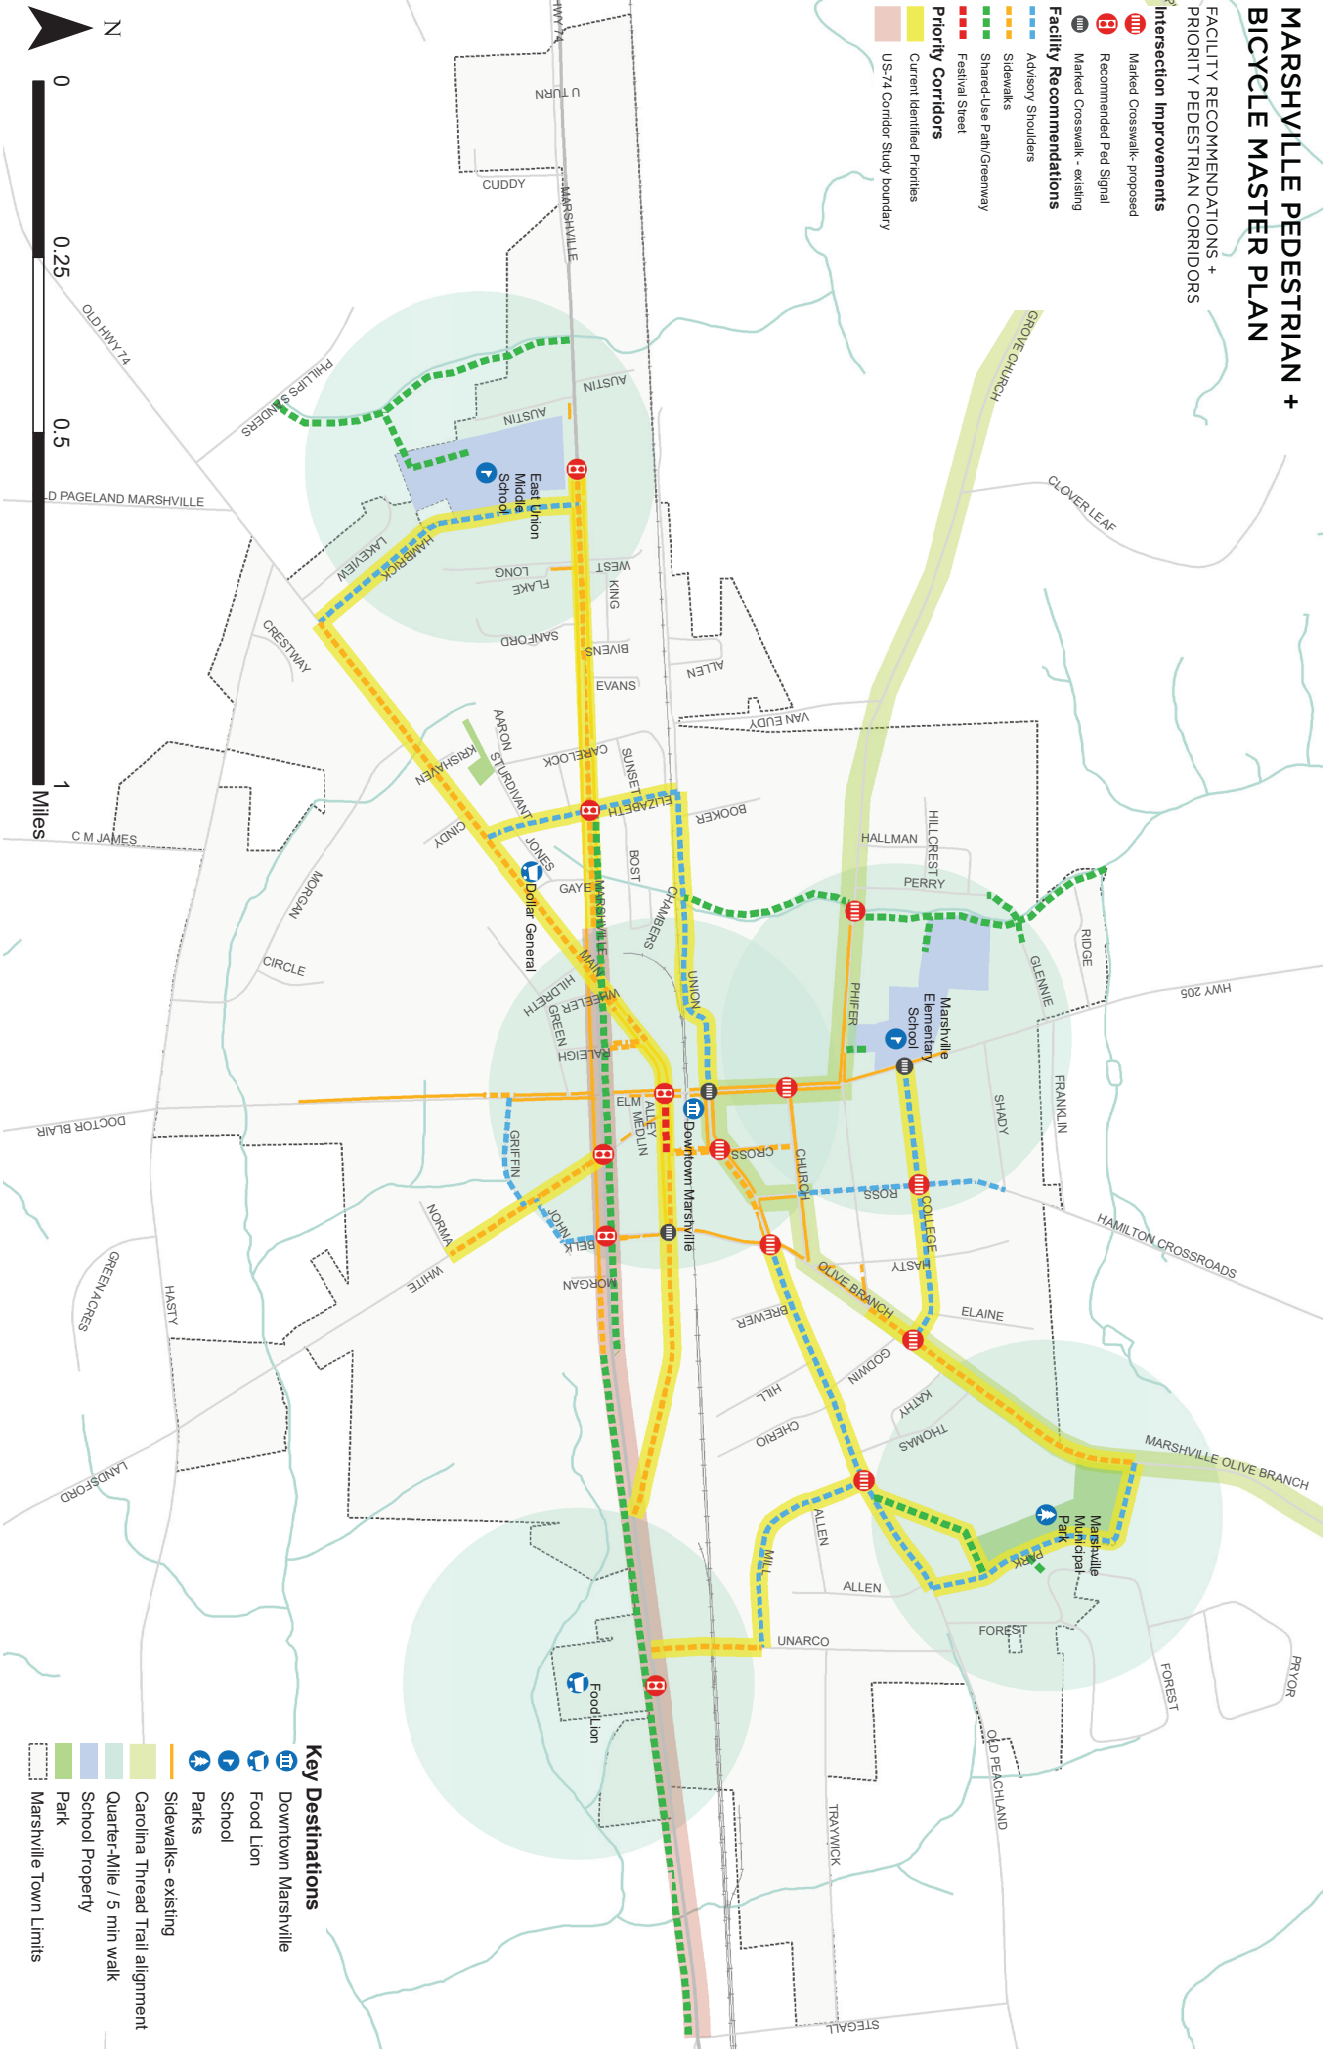 MARSHVILLE PEDESTRIAN +
BICYCLE MASTER PLAN
FACILITY RECOMMENDATIONS +
PRIORITY PEDESTRIAN CORRIDORS
Intersection Improvements
Marked Crosswalk- proposed
Recommended Ped Signal
Marked Crosswalk - existing
Facility Recommendations
Advisory Shoulders
Sidewalks
Shared-Use Path/Greenway
Festival Street
Priority Corridors
Current Identified Priorities
US-74 Corridor Study boundary
N
0
0.25
0.5
1
Miles
HWY 74
U TURN
CUDDY
MARSHVILLE
OLD HWY 74
PHILLIPS SANDERS
AUSTIN
AUSTIN
East Union
Middle
School
LD PAGELAND MARSHVILLE
LAKEVIEW
HAMBRICK
LONG
FLAKE
WEST
KING
SANFORD
BIVENS
EVANS
ALLEN
VAN EUDY
CRESTWAY
AARON
KRISHAVEN
STURDIVANT
CARELOCK
SUNSET
ELIZABETH
BOOKER
CINDY
JONES
Dollar General
GAYE
BOST
MARSHVILLE
CHAMBERS
C M JAMES
MORGAN
CIRCLE
MAIN
HILDRETH
WHEELER
GREEN
RALEIGH
UNION
GROVE CHURCH
CLOVER LEAF
HALLMAN
HILLCREST
PERRY
PHIFER
RIDGE
GLENNIE
HWY 205
Marshville
Elementary
School
FRANKLIN
SHADY
ELM
ALLEY
MEDLIN
Downtown Marshville
CROSS
CHURCH
ROSS
COLLEGE
HASTY
ELAINE
HAMILTON CROSSROADS
DOCTOR BLAIR
GRIFFIN
NORMA
JOHN
BELK
MORGAN
WHITE
GREEN ACRES
HASTY
LANDSFORD
OLIVE BRANCH
BREWER
GODWIN
HILL
KATHY
CHERIO
THOMAS
MARSHVILLE OLIVE BRANCH
Marshville
Municipal
Park
PARK
ALLEN
MILL
ALLEN
UNARCO
FOREST
FOREST
PRYOR
Food Lion
OLD PEACHLAND
TRAYWICK
STEGALL
Key Destinations
Downtown Marshville
Food Lion
School
Parks
Sidewalks- existing
Carolina Thread Trail alignment
Quarter-Mile / 5 min walk
School Property
Park
Marshville Town Limits